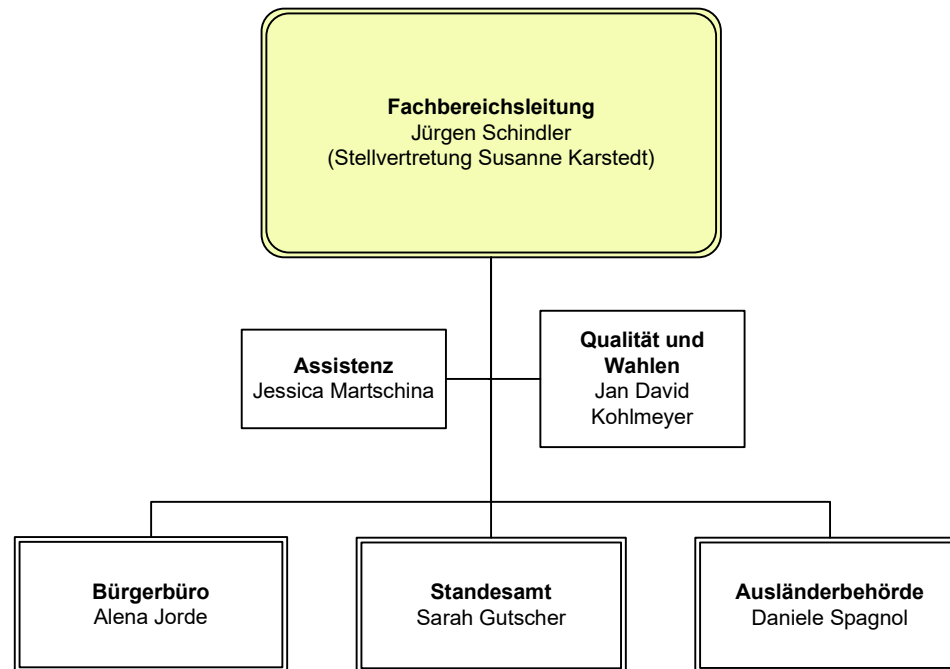 Fachbereichsleitung
Jürgen Schindler
(Stellvertretung Susanne Karstedt)
Assistenz
Jessica Martschina
Qualität und
Wahlen
Jan David
Kohlmeyer
Bürgerbüro
Alena Jorde
Standesamt
Sarah Gutscher
Ausländerbehörde
Daniele Spagnol